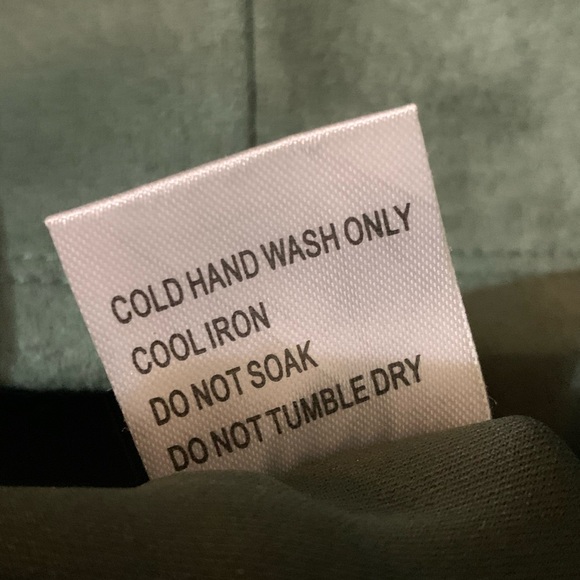 COLD HAND WASH ONLY
COOL IRON
DO NOT SOAK
DO NOT TUMBLE DRY